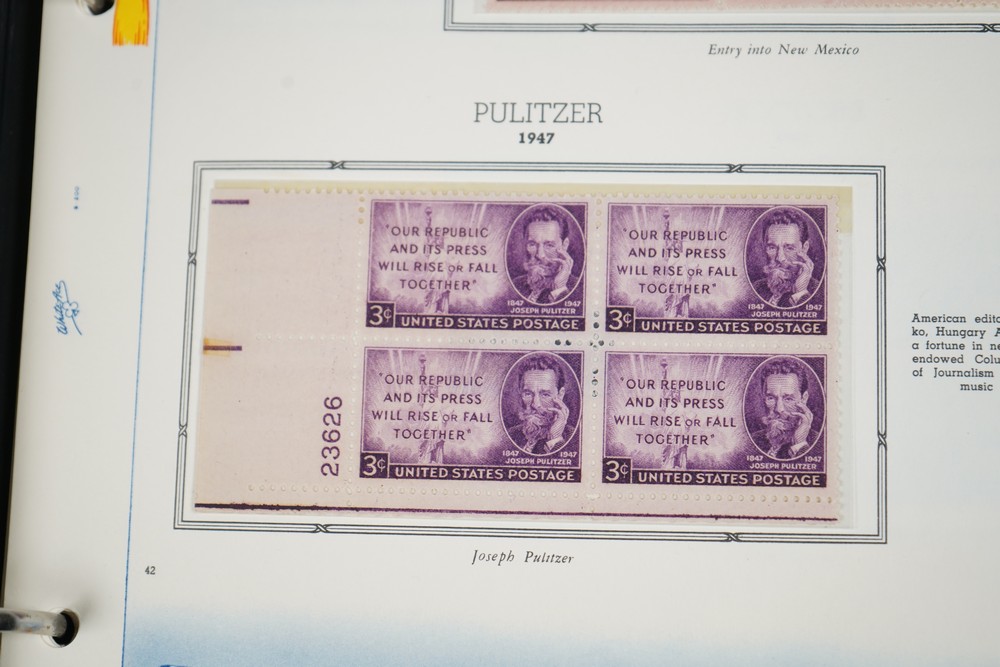 Entry into New Mexico
PULITZER
1947
"OUR REPUBLIC
AND ITS PRESS
WILL RISE OR FALL
TOGETHER"
1847 1947
JOSEPH PULITZER
3¢ UNITED STATES POSTAGE
"OUR REPUBLIC
AND ITS PRESS
WILL RISE OR FALL
TOGETHER"
1847 1947
JOSEPH PULITZER
3¢ UNITED STATES POSTAGE
23626
"OUR REPUBLIC
AND ITS PRESS
WILL RISE OR FALL
TOGETHER"
1847 1947
JOSEPH PULITZER
3¢ UNITED STATES POSTAGE
"OUR REPUBLIC
AND ITS PRESS
WILL RISE OR FALL
TOGETHER"
1847 1947
JOSEPH PULITZER
3¢ UNITED STATES POSTAGE
American edito
ko, Hungary A
a fortune in ne
endowed Colu
of Journalism
music
Joseph Pulitzer
42